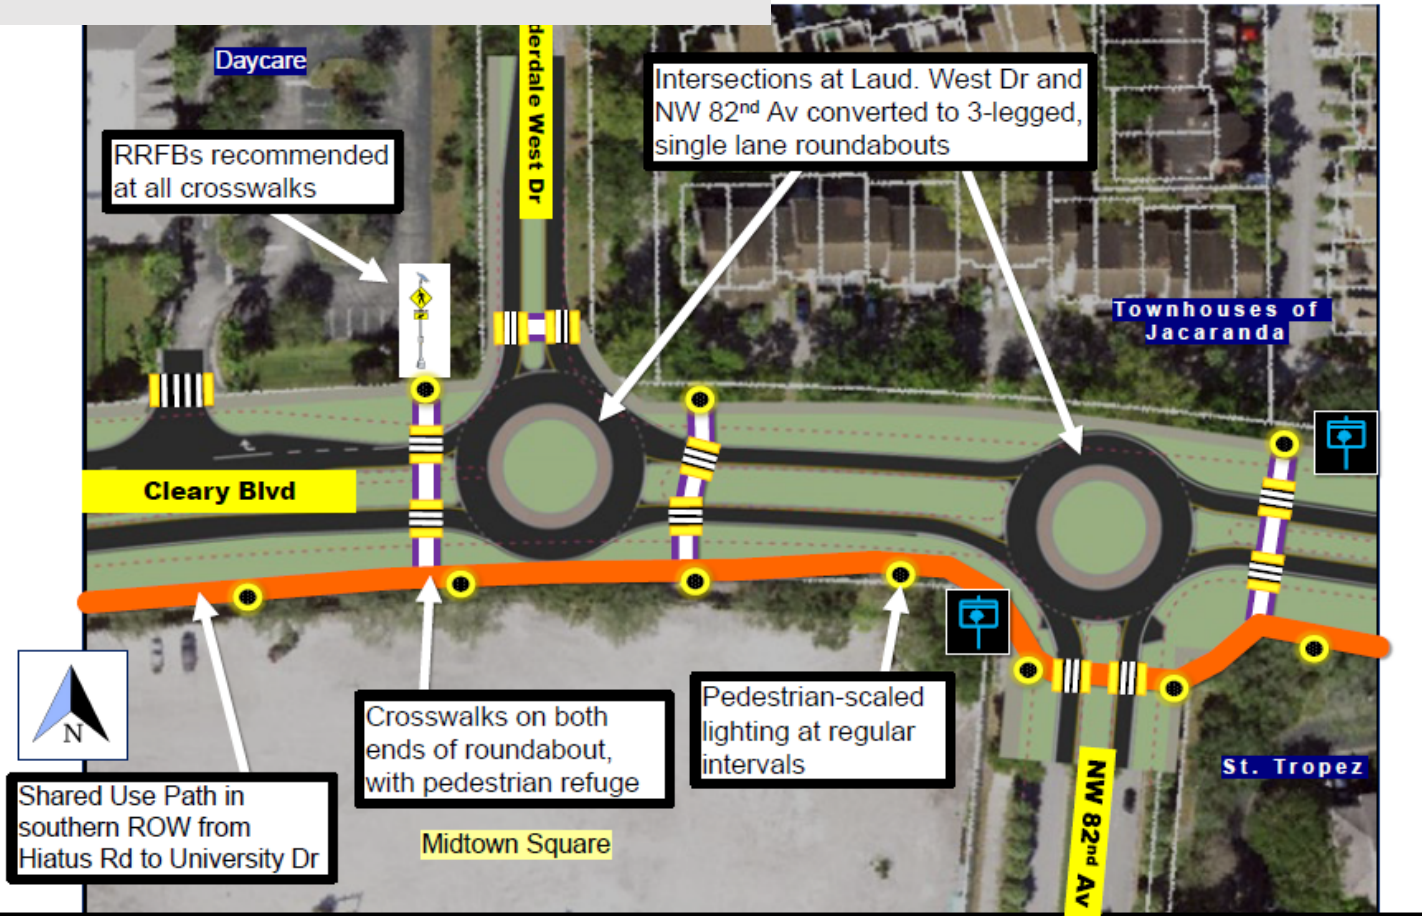 Daycare
derdale West Dr
Intersections at Laud. West Dr and
NW 82nd Av converted to 3-legged,
single lane roundabouts
RRFBs recommended
at all crosswalks
Townhouses of
Jacaranda
Cleary Blvd
N
Shared Use Path in
southern ROW from
Hiatus Rd to University Dr
Crosswalks on both
ends of roundabout,
with pedestrian refuge
Pedestrian-scaled
lighting at regular
intervals
St. Tropez
NW 82nd Av
Midtown Square